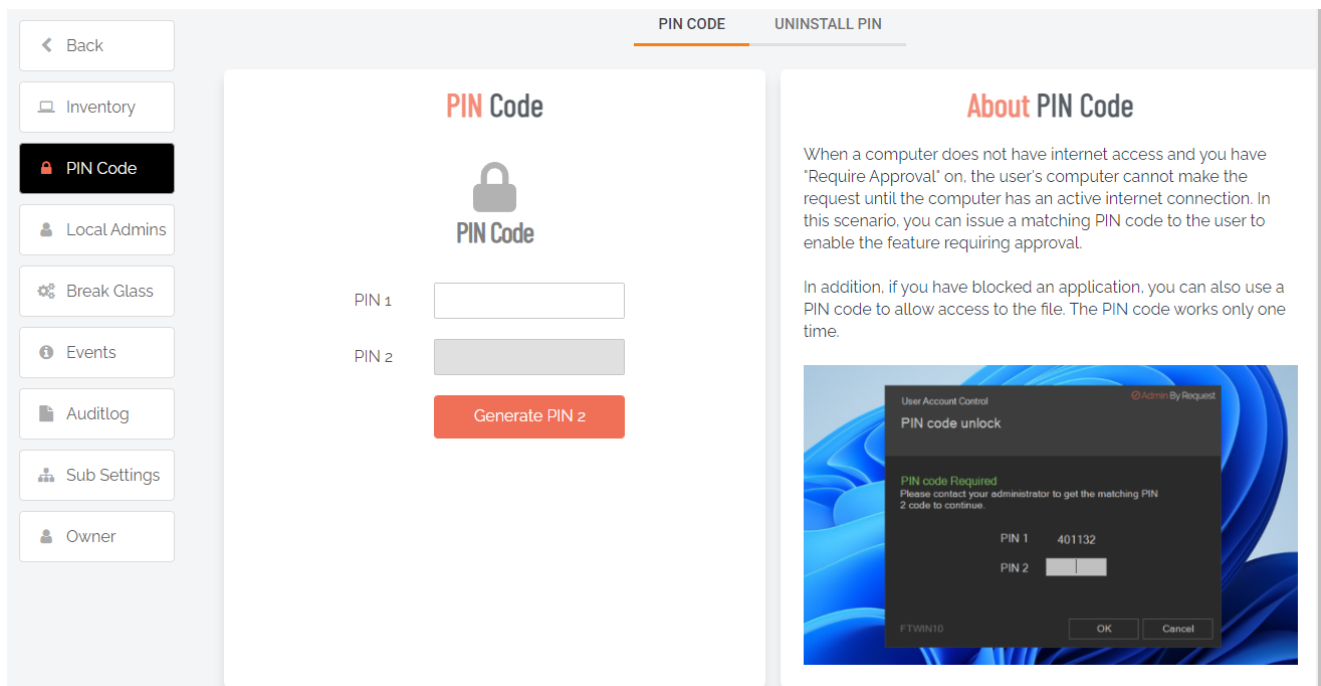 PIN CODE
UNINSTALL PIN
Back
Inventory
PIN Code
Local Admins
Break Glass
Events
Auditlog
Sub Settings
Owner
PIN Code
PIN Code
PIN 1
PIN 2
Generate PIN 2
About PIN Code
When a computer does not have internet access and you have
"Require Approval" on, the user's computer cannot make the
request until the computer has an active internet connection. In
this scenario, you can issue a matching PIN code to the user to
enable the feature requiring approval.
In addition, if you have blocked an application, you can also use a
PIN code to allow access to the file. The PIN code works only one
time.
User Account Control
Admin By Request
PIN code unlock
PIN code Required
Please contact your administrator to get the matching PIN
2 code to continue.
PIN 1 401132
PIN 2
FTWIN10
OK
Cancel